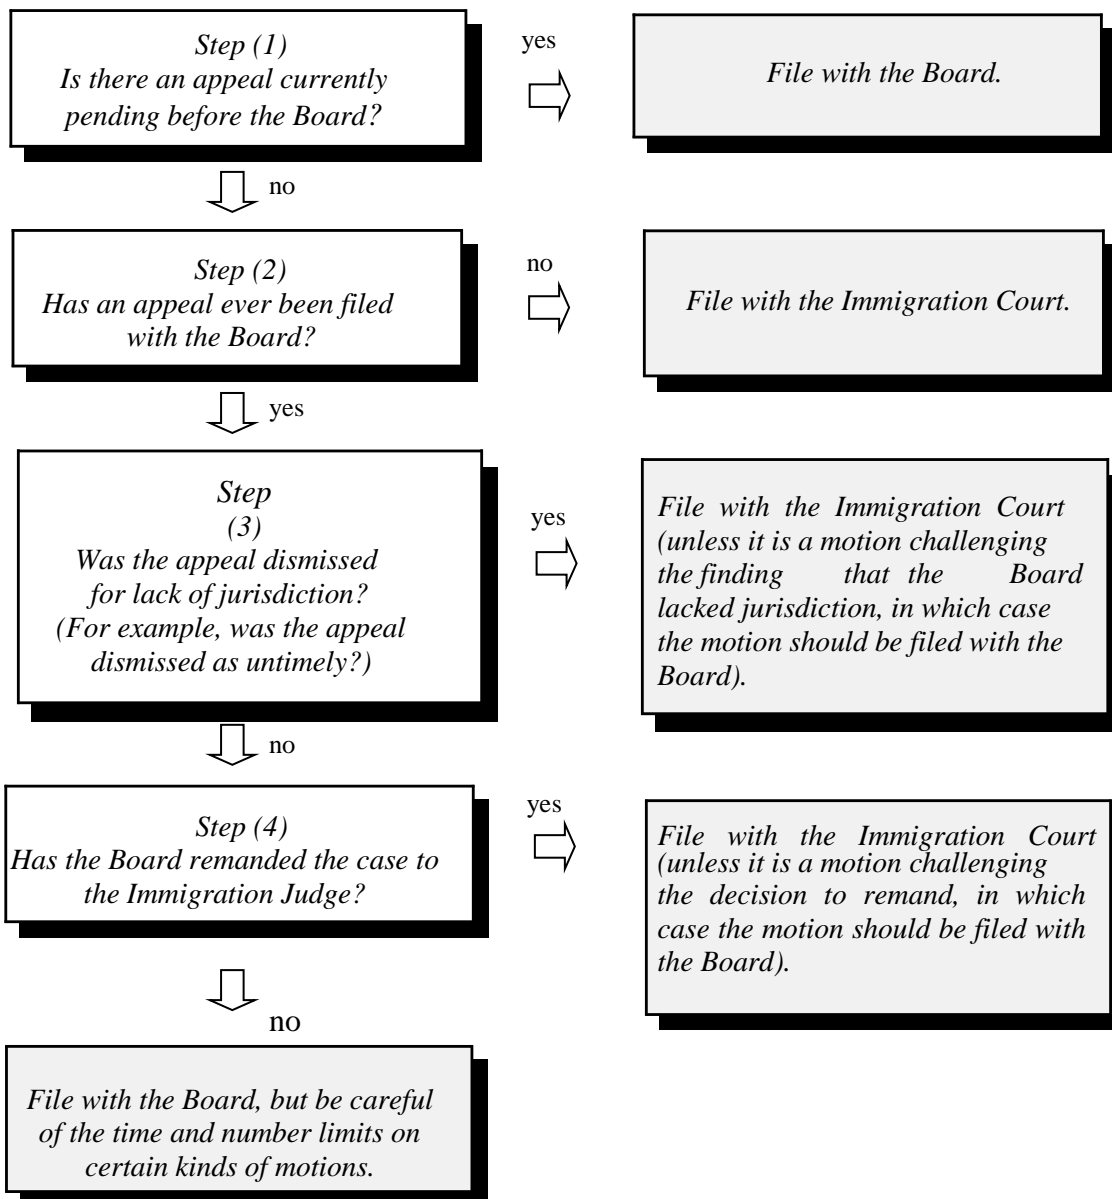 Step (1)
Is there an appeal currently
pending before the Board?
yes
File with the Board.
no
Step (2)
Has an appeal ever been filed
with the Board?
no
File with the Immigration Court.
yes
Step
(3)
Was the appeal dismissed
for lack of jurisdiction?
(For example, was the appeal
dismissed as untimely?)
yes
File with the Immigration Court
(unless it is a motion challenging
the finding that the Board
lacked jurisdiction, in which case
the motion should be filed with the
Board).
no
Step (4)
Has the Board remanded the case to
the Immigration Judge?
yes
File with the Immigration Court
(unless it is a motion challenging
the decision to remand, in which
case the motion should be filed with
the Board).
no
File with the Board, but be careful
of the time and number limits on
certain kinds of motions.